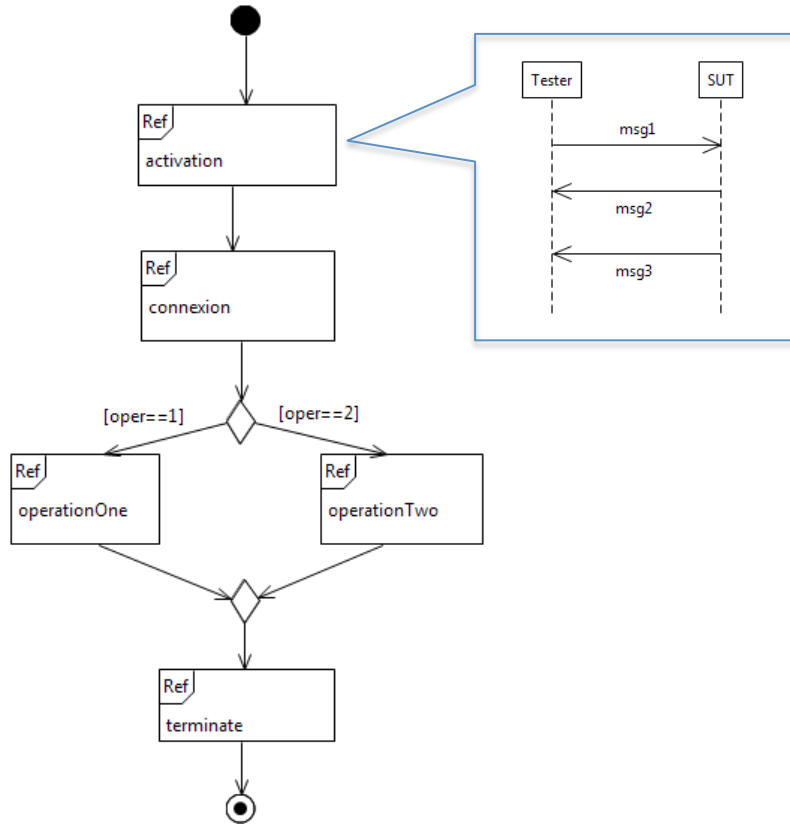 Ref
activation
Tester
SUT
msg1
msg2
msg3
Ref
connexion
[oper==1]
[oper==2]
Ref
operationOne
Ref
operationTwo
Ref
terminate